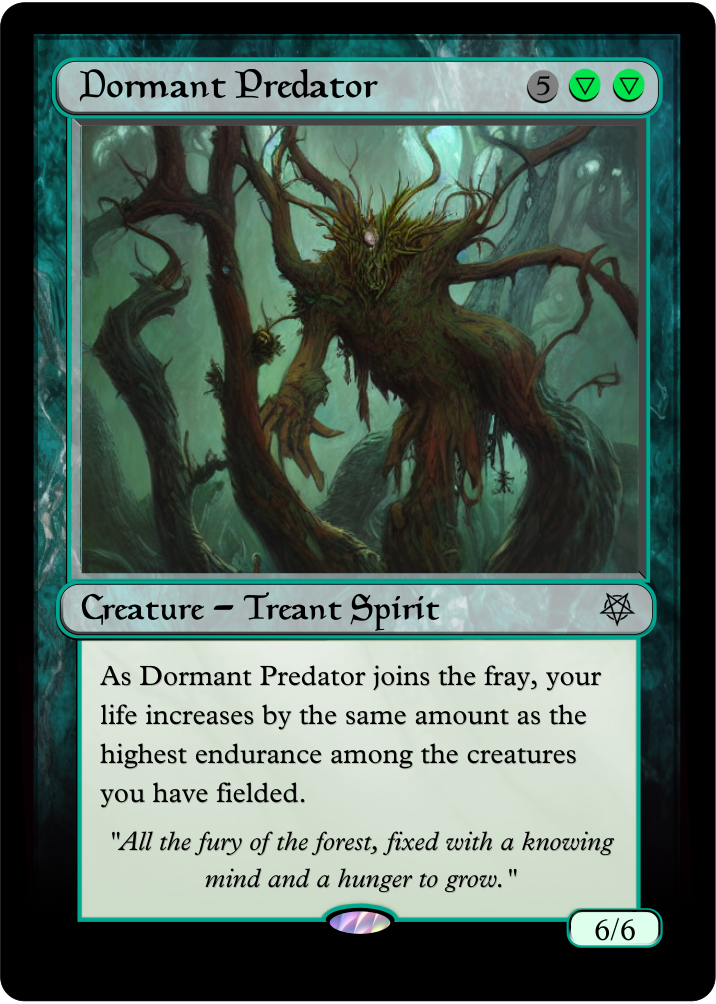 Dormant Predator 5
Creature – Treant Spirit
As Dormant Predator joins the fray, your
life increases by the same amount as the
highest endurance among the creatures
you have fielded.
"All the fury of the forest, fixed with a knowing
mind and a hunger to grow."
6/6